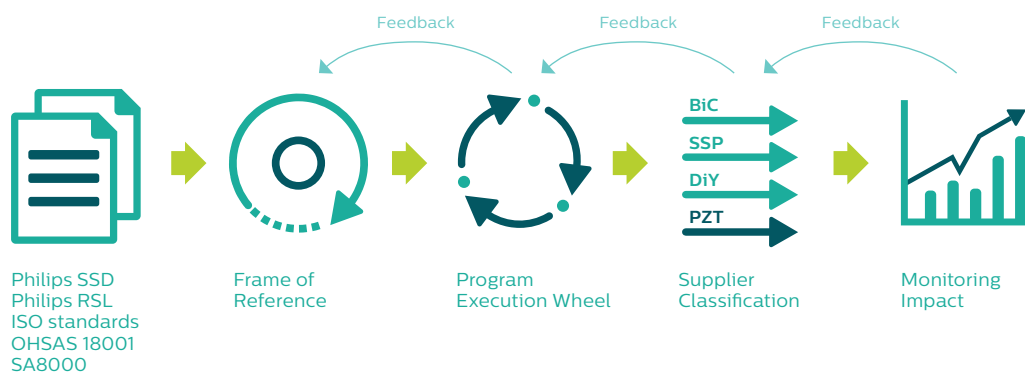 Feedback
Feedback
Feedback
BiC
SSP
DiY
PZT
Philips SSD
Philips RSL
ISO standards
OHSAS 18001
SA8000
Frame of
Reference
Program
Execution Wheel
Supplier
Classification
Monitoring
Impact